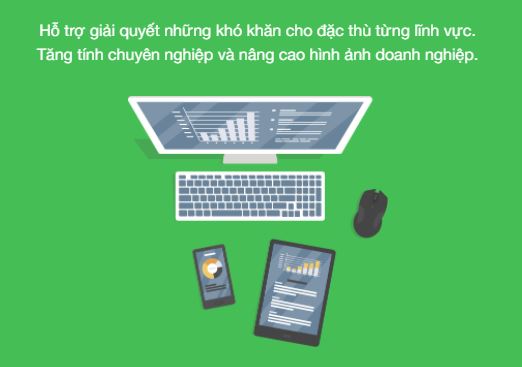 Hỗ trợ giải quyết những khó khăn cho đặc thù từng lĩnh vực.
Tăng tính chuyên nghiệp và nâng cao hình ảnh doanh nghiệp.